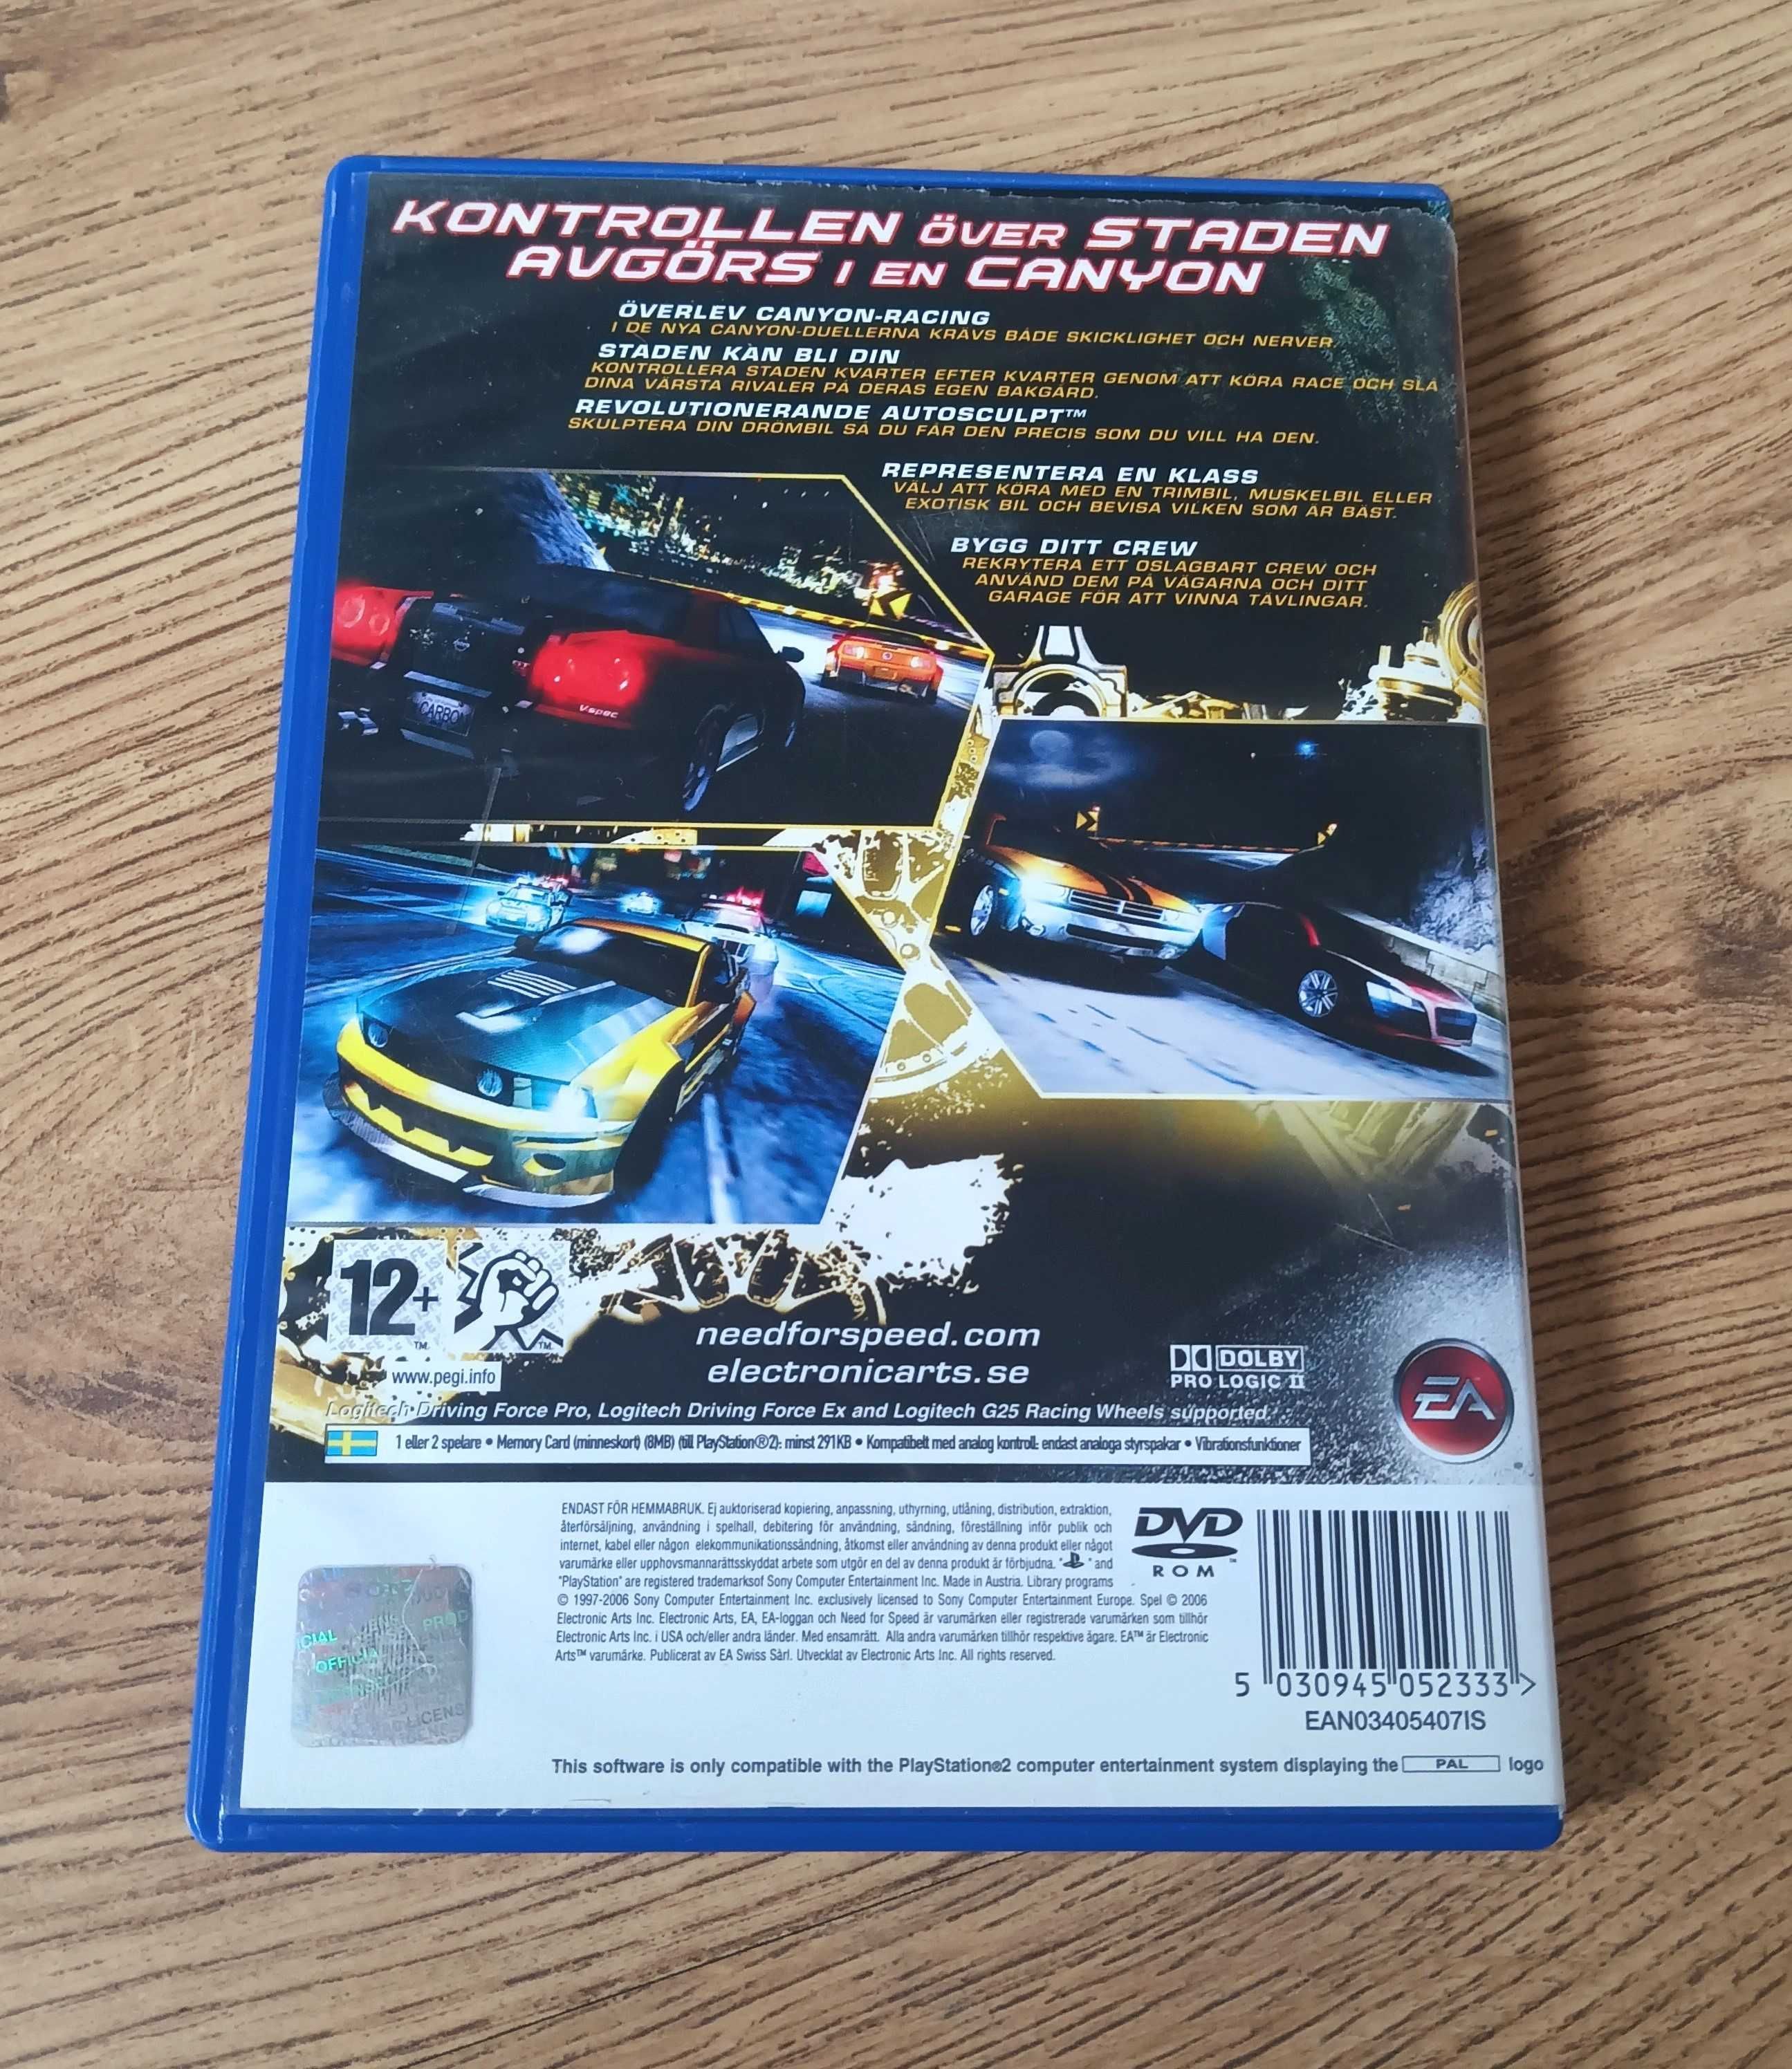 KONTROLLEN ÖVER STADEN
AVGÖRS I EN CANYON
ÖVERLEV CANYON-RACING
I DE NYA CANYON-DUELLERNA KRÄVS BÅDE SKICKLIGHET OCH NERVER.
STADEN KAN BLI DIN
KONTROLLERA STADEN KVARTER EFTER KVARTER GENOM ATT KÖRA RACE OCH SLÅ
DINA VÄRSTA RIVALER PÅ DERAS EGEN BAKGÅRD.
REVOLUTIONERANDE AUTOSCULPT™
SKULPTERA DIN DRÖMBIL SÅ DU FÅR DEN PRECIS SOM DU VILL HA DEN.
REPRESENTERA EN KLASS
VÄLJ ATT KÖRA MED EN TRIMBIL, MUSKELBIL ELLER
EXOTISK BIL OCH BEVISA VILKEN SOM ÄR BÄST.
BYGG DITT CREW
REKRYTERA ETT OSLAGBART CREW OCH
ANVÄND DEM PÅ VÄGARNA OCH DITT
GARAGE FÖR ATT VINNA TÄVLINGAR.
V-spec
CARBON
12+
www.pegi.info
needforspeed.com
electronicarts.se
DOLBY
PRO LOGIC II
EA
Logitech Driving Force Pro, Logitech Driving Force Ex and Logitech G25 Racing Wheels supported.
1 eller 2 spelare • Memory Card (minneskort) (8MB) (till PlayStation®2): minst 291KB • Kompatibelt med analog kontroll: endast analoga styrspakar • Vibrationsfunktioner
ENDAST FÖR HEMMABRUK. Ej auktoriserad kopiering, anpassning, uthyrning, utlåning, distribution, extraktion,
återförsäljning, användning i spelhall, debitering för användning, sändning, föreställning inför publik och
internet, kabel eller någon elekommunikationssändning, åtkomst eller användning av denna produkt eller något
varumärke eller upphovsmannarättsskyddat arbete som utgör en del av denna produkt är förbjudna. " " and
"PlayStation" are registered trademarksof Sony Computer Entertainment Inc. Made in Austria. Library programs
© 1997-2006 Sony Computer Entertainment Inc. exclusively licensed to Sony Computer Entertainment Europe. Spel © 2006
Electronic Arts Inc. Electronic Arts, EA, EA-loggan och Need for Speed är varumärken eller registrerade varumärken som tillhör
Electronic Arts Inc. i USA och/eller andra länder. Med ensamrätt. Alla andra varumärken tillhör respektive ägare. EA™ är Electronic
Arts™ varumärke. Publicerat av EA Swiss Sàrl. Utvecklat av Electronic Arts Inc. All rights reserved.
DVD
ROM
5 030945 052333 >
EAN03405407IS
This software is only compatible with the PlayStation®2 computer entertainment system displaying the PAL logo